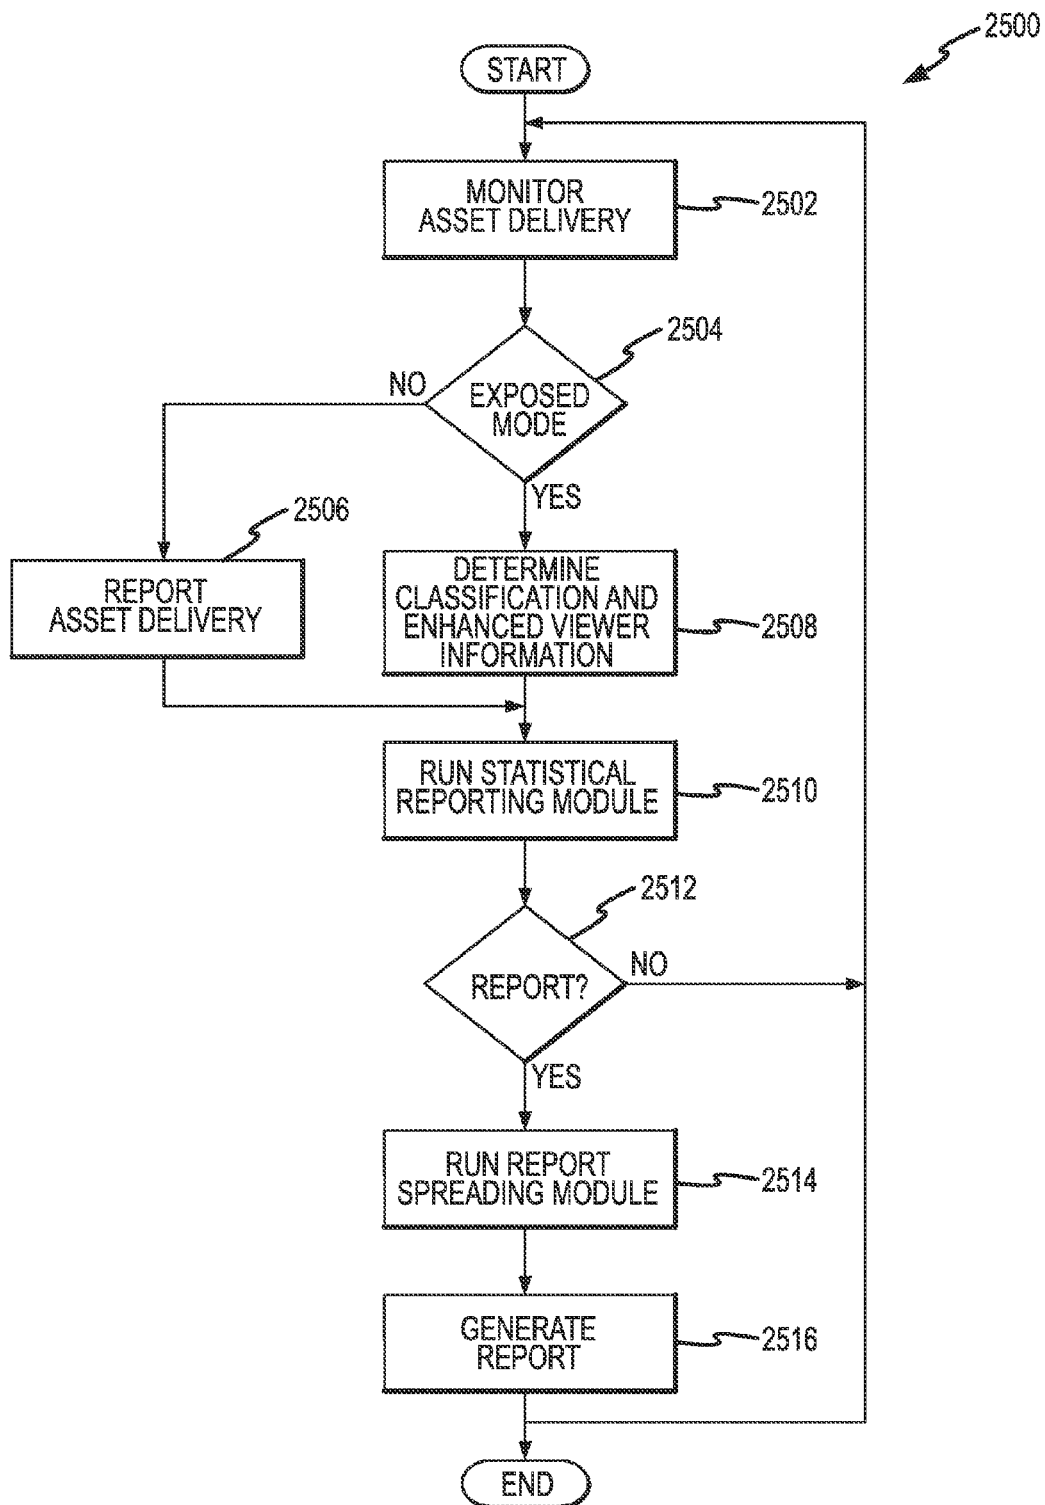 2500
START
MONITOR
ASSET DELIVERY
2502
2504
NO
EXPOSED
MODE
YES
2506
REPORT
ASSET DELIVERY
DETERMINE
CLASSIFICATION AND
ENHANCED VIEWER
INFORMATION
2508
RUN STATISTICAL
REPORTING MODULE
2510
2512
REPORT?
NO
YES
RUN REPORT
SPREADING MODULE
2514
GENERATE
REPORT
2516
END